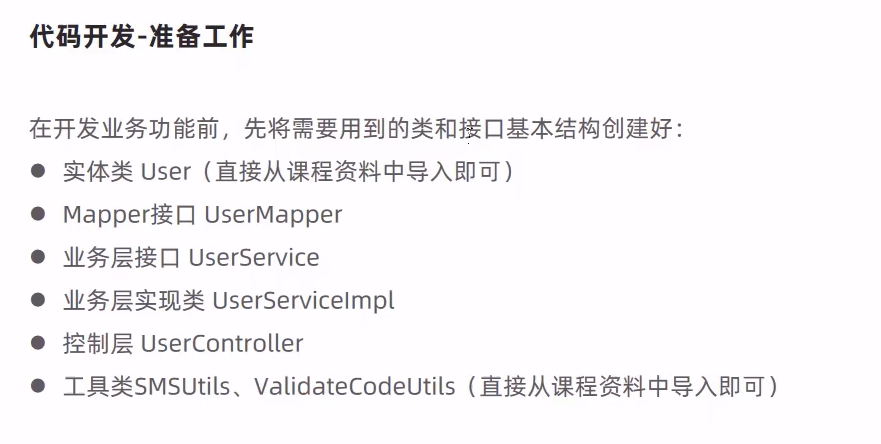 代码开发-准备工作
在开发业务功能前，先将需要用到的类和接口基本结构创建好：
● 实体类 User（直接从课程资料中导入即可）
● Mapper接口 UserMapper
● 业务层接口 UserService
● 业务层实现类 UserServiceImpl
● 控制层 UserController
● 工具类SMSUtils、ValidateCodeUtils（直接从课程资料中导入即可）